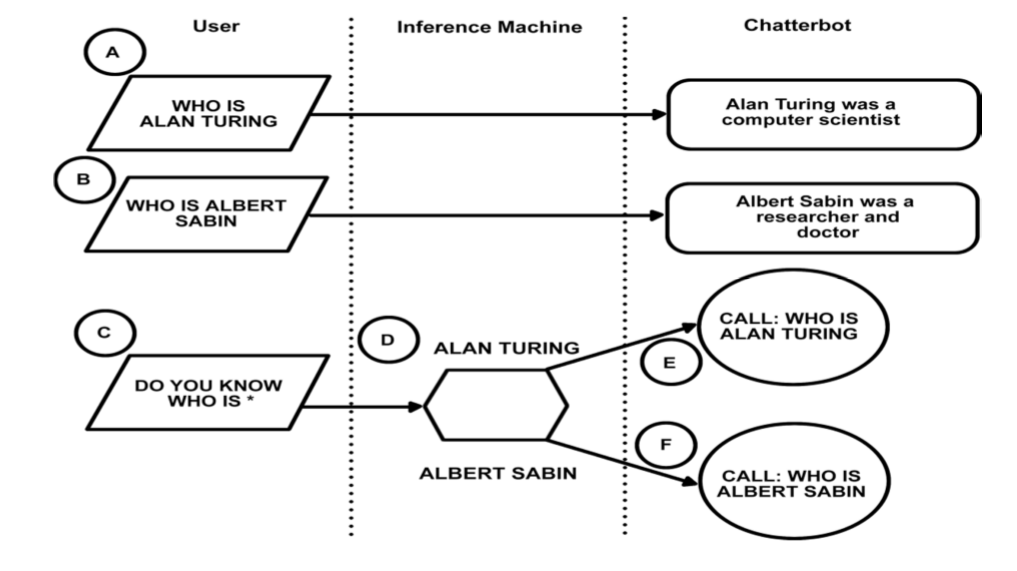 User
Inference Machine
Chatterbot
A
WHO IS
ALAN TURING
Alan Turing was a
computer scientist
B
WHO IS ALBERT
SABIN
Albert Sabin was a
researcher and
doctor
C
DO YOU KNOW
WHO IS *
D
ALAN TURING
ALBERT SABIN
E
CALL: WHO IS
ALAN TURING
F
CALL: WHO IS
ALBERT SABIN